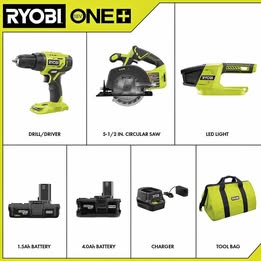 RYOBI 18V ONE+
DRILL/DRIVER
5-1/2 IN. CIRCULAR SAW
LED LIGHT
1.5Ah BATTERY
4.0Ah BATTERY
CHARGER
TOOL BAG